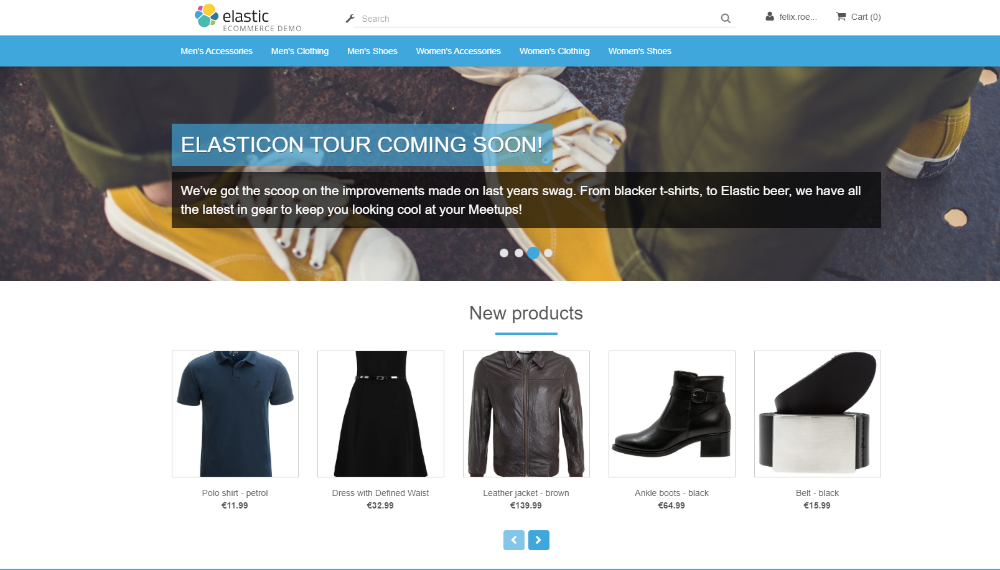 elastic
ECOMMERCE DEMO
Search
felix.roe...
Cart (0)
Men's Accessories
Men's Clothing
Men's Shoes
Women's Accessories
Women's Clothing
Women's Shoes
ELASTICON TOUR COMING SOON!
We’ve got the scoop on the improvements made on last years swag. From blacker t-shirts, to Elastic beer, we have all
the latest in gear to keep you looking cool at your Meetups!
New products
Polo shirt - petrol
€11.99
Dress with Defined Waist
€32.99
Leather jacket - brown
€139.99
Ankle boots - black
€64.99
Belt - black
€15.99